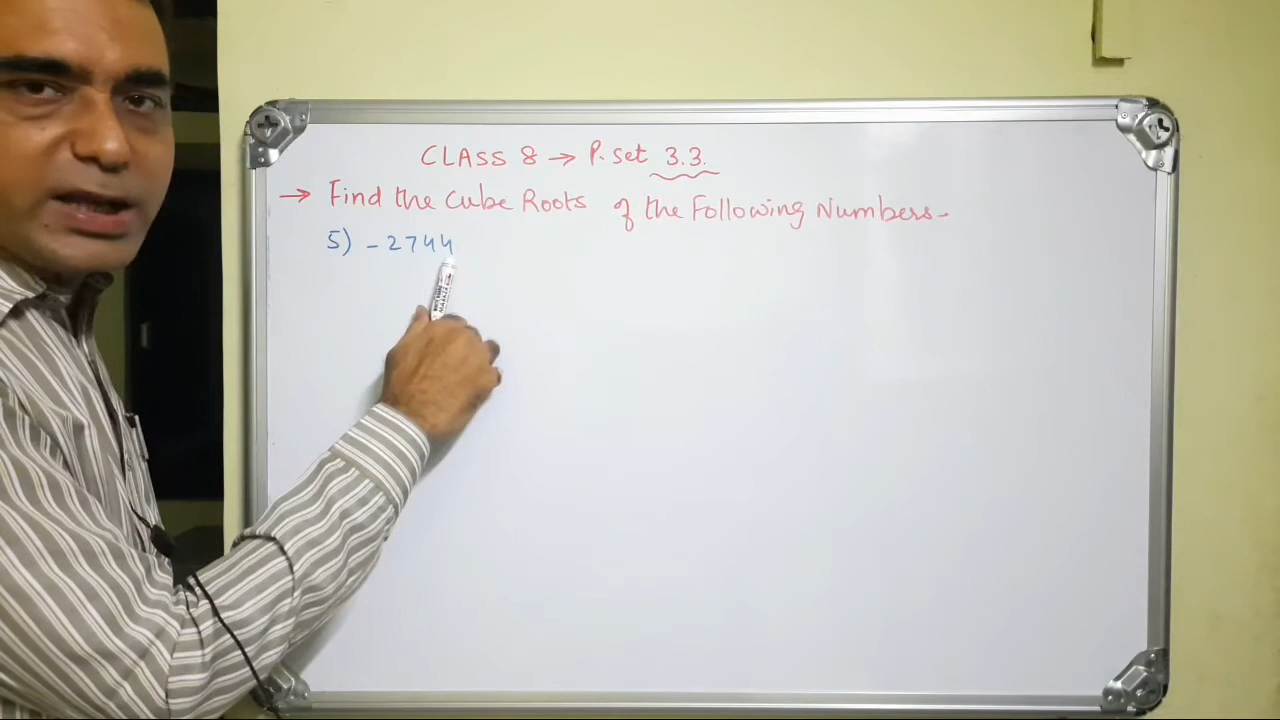 CLASS 8 → P. Set 3.3.
→ Find the Cube Roots of the Following Numbers.
5) - 2744